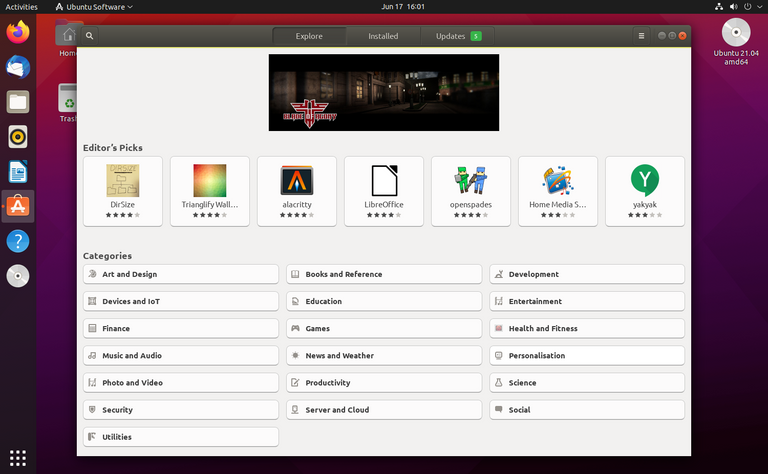 Activities
Ubuntu Software
Jun 17 16:01
Home
Trash
Ubuntu 21.04
amd64
Explore
Installed
Updates 5
BLADE of AGONY
Editor's Picks
DirSize
Trianglify Wall...
alacritty
LibreOffice
openspades
Home Media S...
yakyak
Categories
Art and Design
Books and Reference
Development
Devices and IoT
Education
Entertainment
Finance
Games
Health and Fitness
Music and Audio
News and Weather
Personalisation
Photo and Video
Productivity
Science
Security
Server and Cloud
Social
Utilities